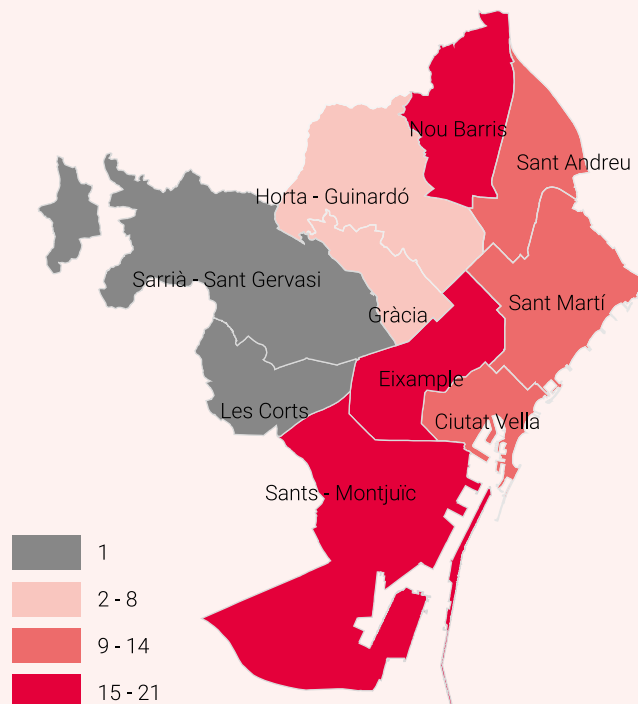 Nou Barris
Sant Andreu
Horta - Guinardó
Sarrià - Sant Gervasi
Sant Martí
Gràcia
Eixample
Les Corts
Ciutat Vella
Sants - Montjuïc
1
2 - 8
9 - 14
15 - 21